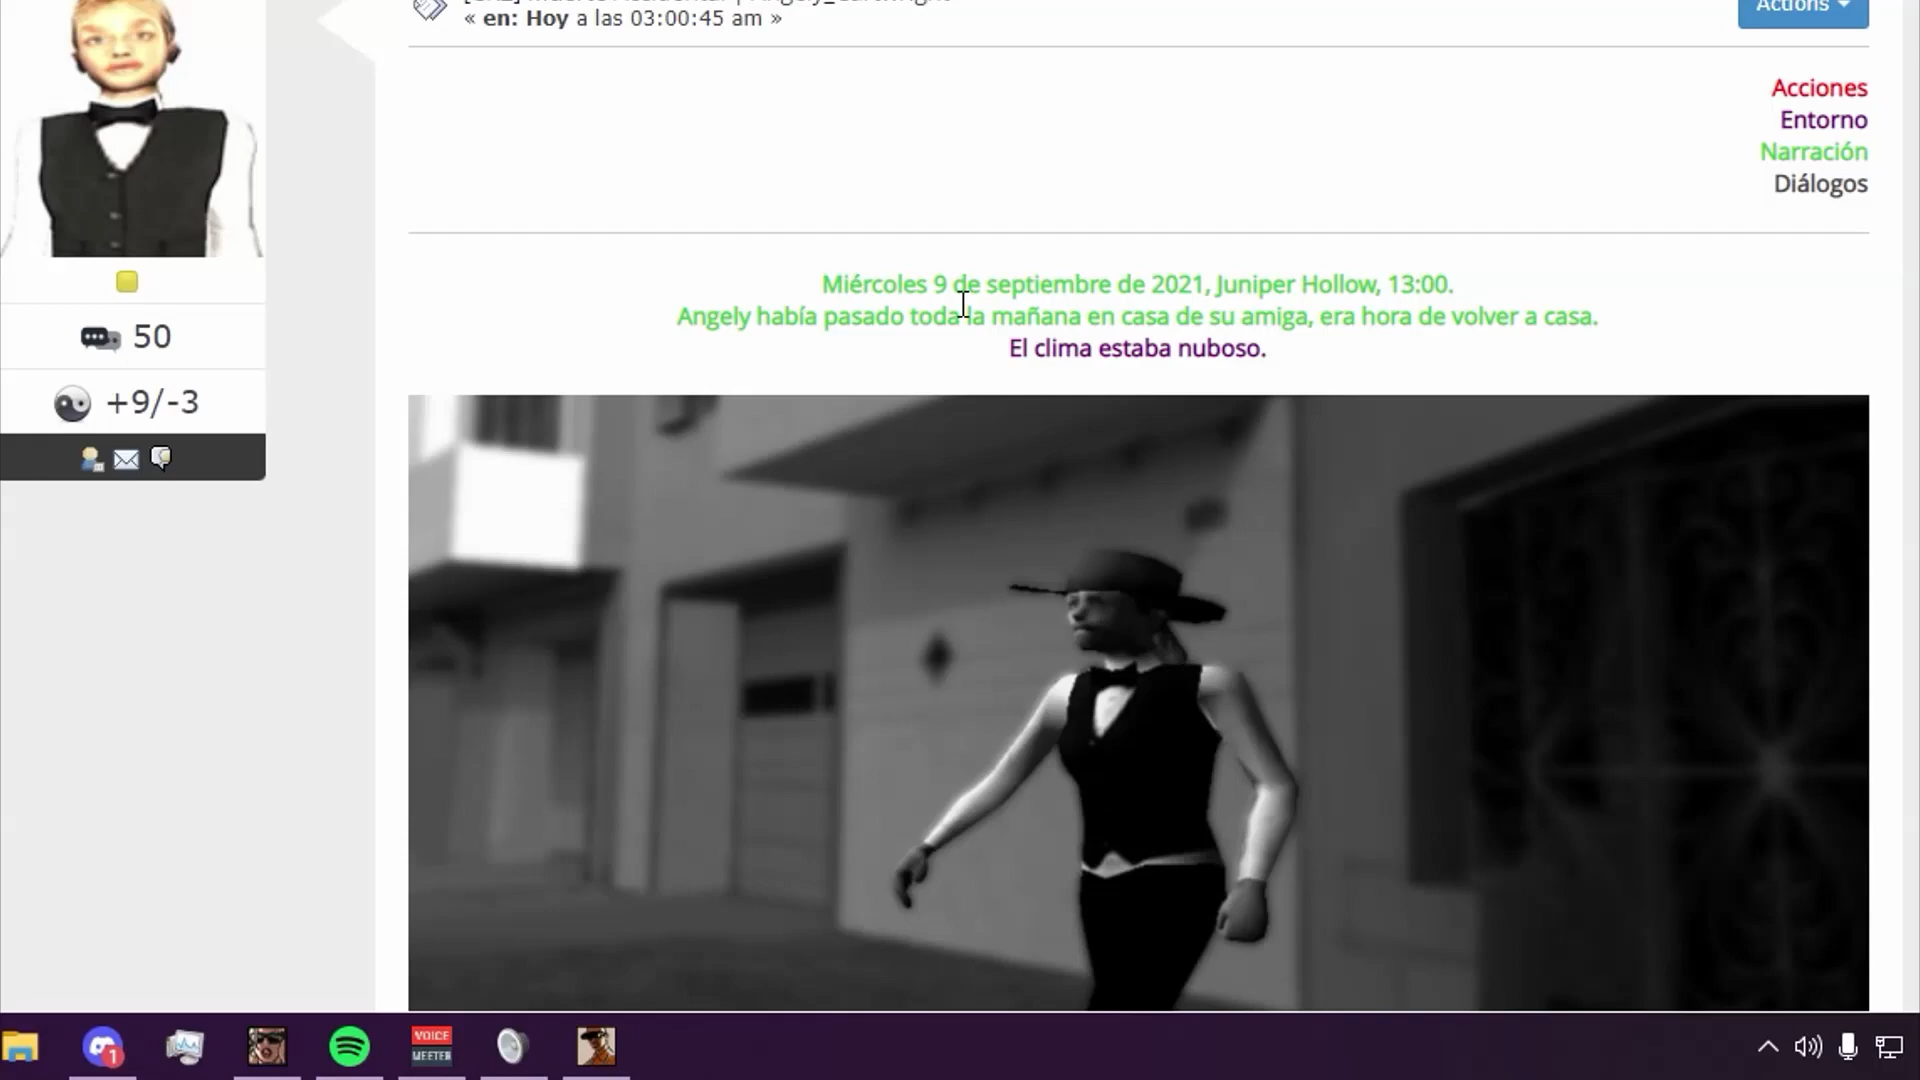 « en: Hoy a las 03:00:45 am »
Actions
Acciones
Entorno
Narración
Diálogos
Miércoles 9 de septiembre de 2021, Juniper Hollow, 13:00.
Angely había pasado toda la mañana en casa de su amiga, era hora de volver a casa.
El clima estaba nuboso.
50
+9/-3
1
VOICE
MEETER